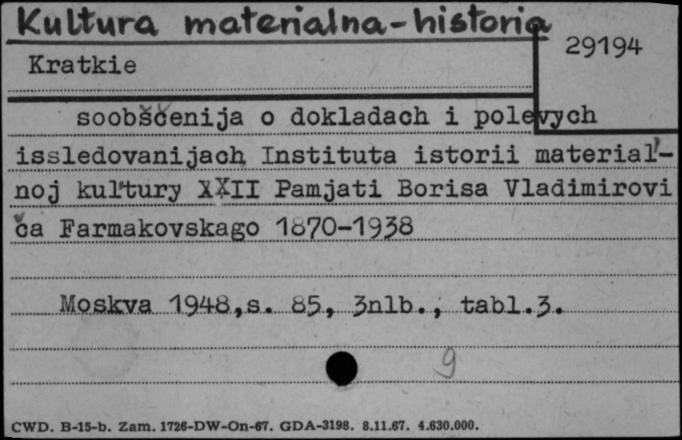 Kultura materialna-historia
29194
Kratkie
soobščenija o dokladach i polevych
issledovanijach Instituta istorii material'-
noj kul'tury XXII Pamjati Borisa Vladimirovi
ča Farmakovskago 1870-1938
Moskva 1948,s. 85, 3nlb., tabl.3.
9
CWD. B-15-b. Zam. 1726-DW-On-67. GDA-3198. 8.11.67. 4.630.000.